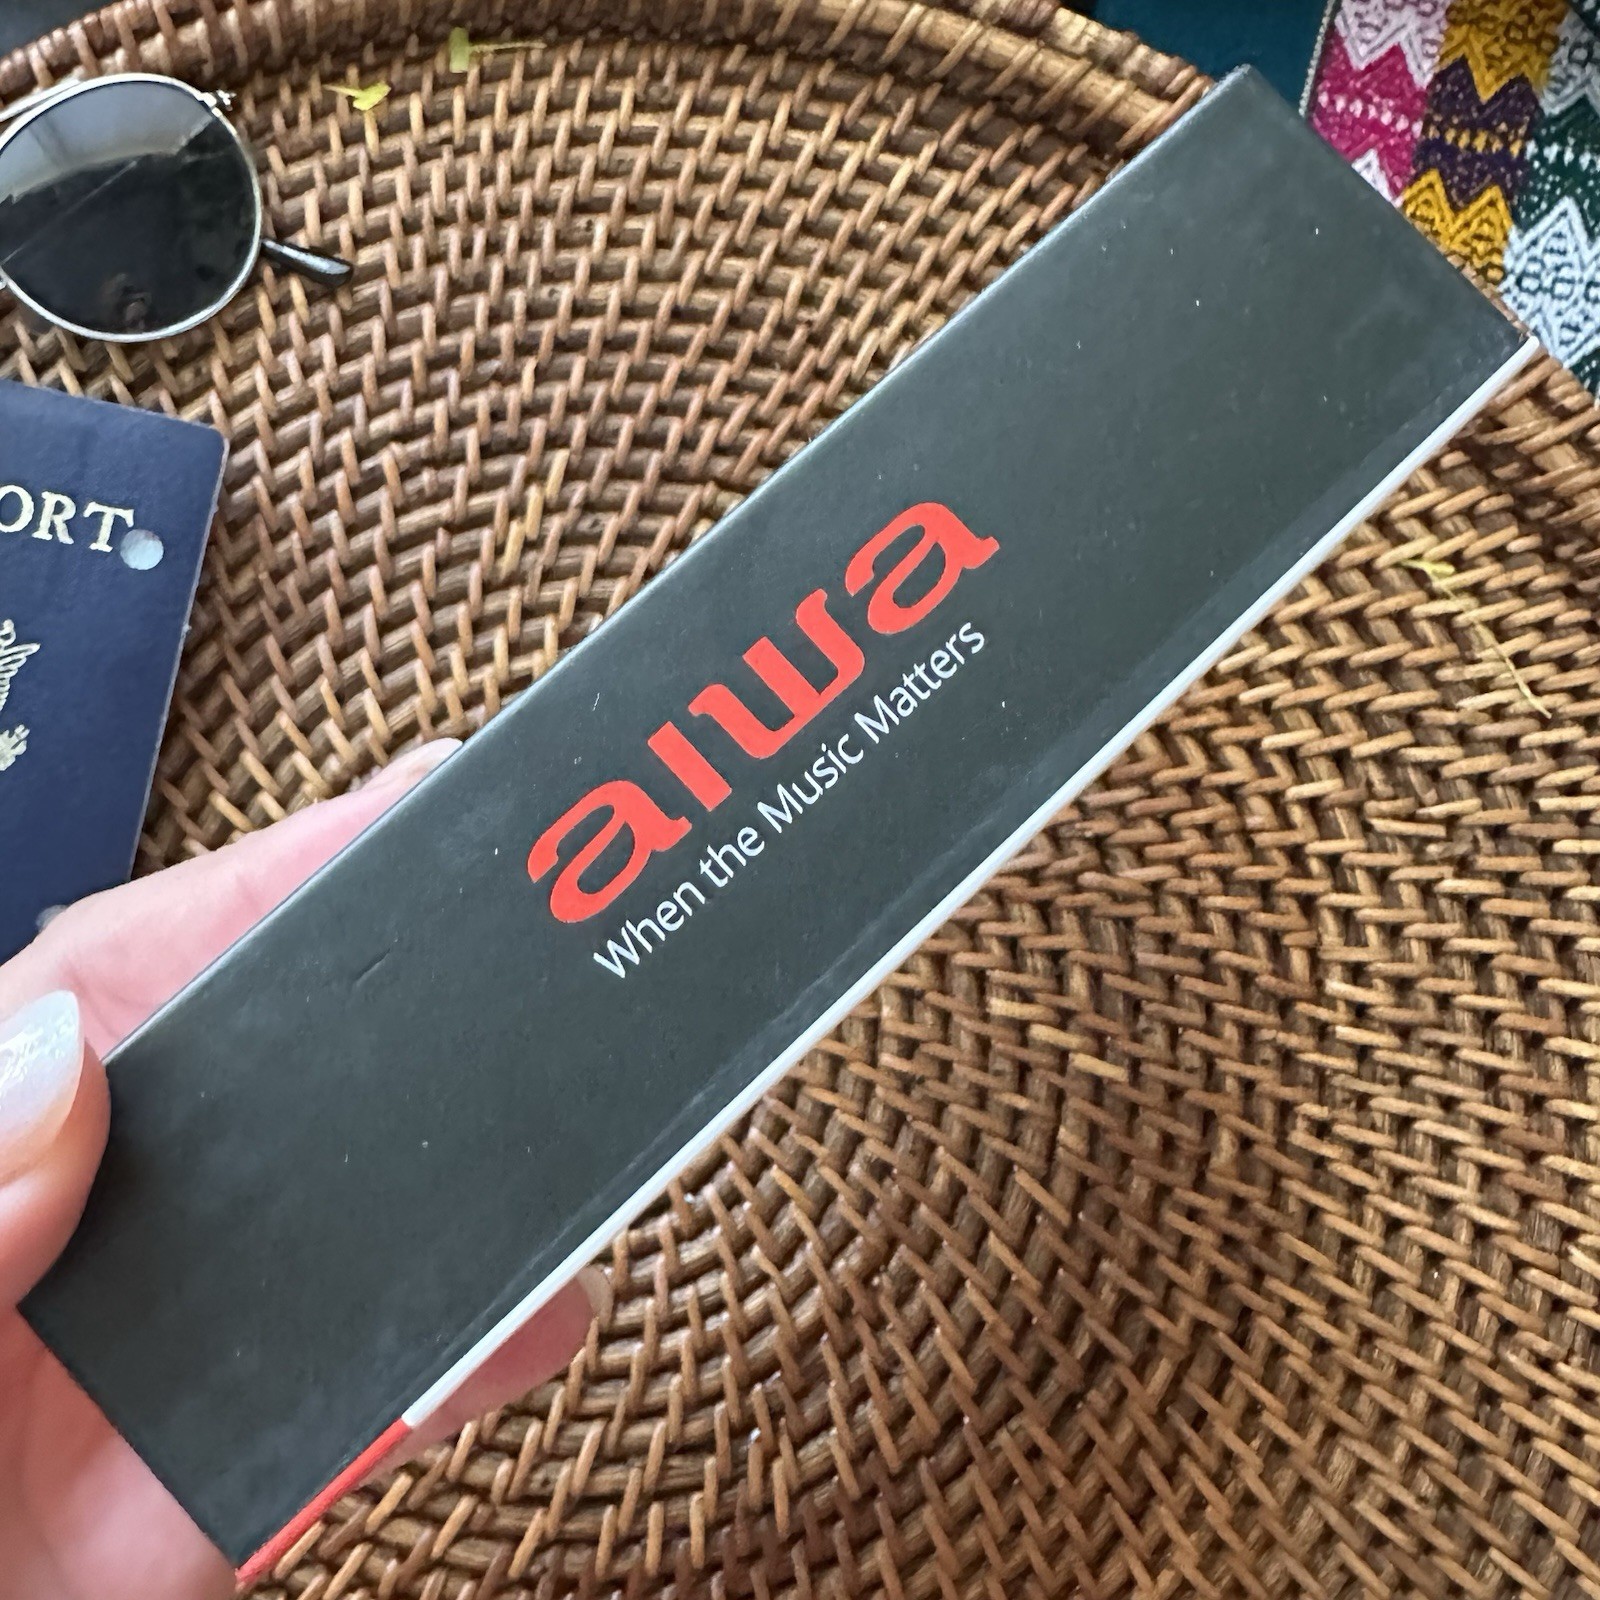 ORT
aiwa
When the Music Matters